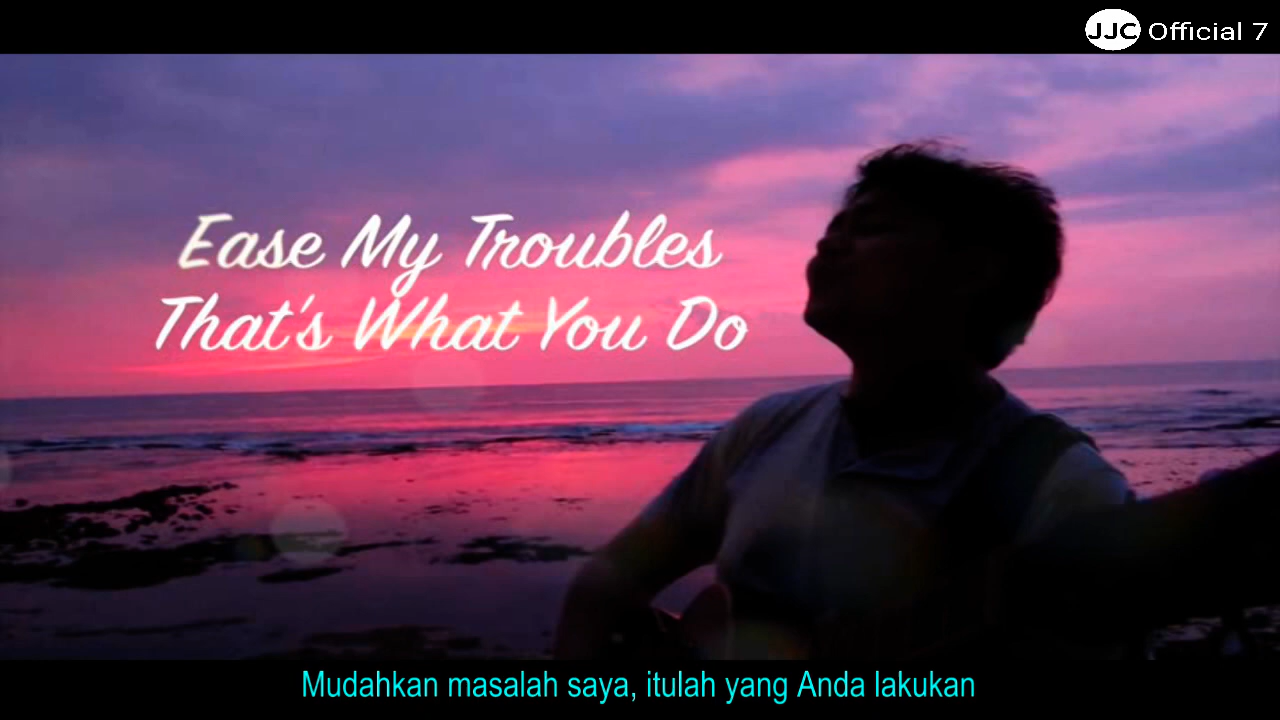 JJC Official 7
Ease My Troubles
That's What You Do
Mudahkan masalah saya, itulah yang Anda lakukan